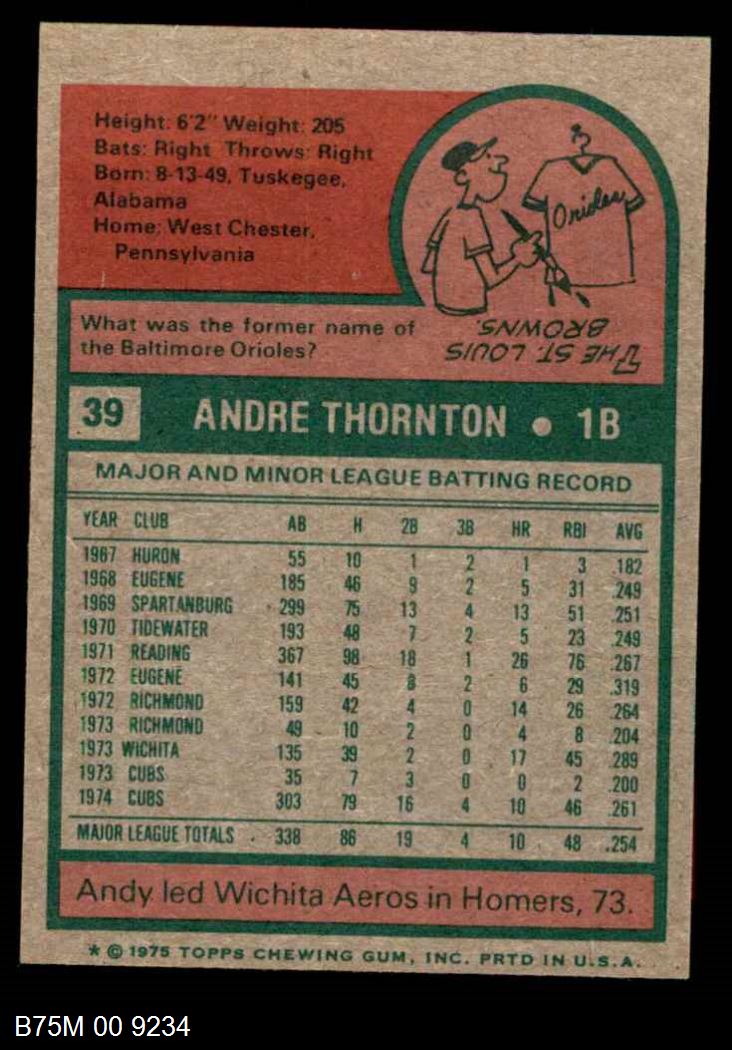 Height: 6'2" Weight: 205
Bats: Right Throws: Right
Born: 8-13-49, Tuskegee,
Alabama
Home: West Chester,
Pennsylvania
Orioles
What was the former name of
the Baltimore Orioles?
THE ST. LOUIS
BROWNS.
39 ANDRE THORNTON • 1B
MAJOR AND MINOR LEAGUE BATTING RECORD
YEAR CLUB AB H 2B 3B HR RBI AVG
1967 HURON 55 10 1 2 1 3 .182
1968 EUGENE 185 46 9 2 5 31 .249
1969 SPARTANBURG 299 75 13 4 13 51 .251
1970 TIDEWATER 193 48 7 2 5 23 .249
1971 READING 367 98 18 1 26 76 .267
1972 EUGENE 141 45 8 2 6 29 .319
1972 RICHMOND 159 42 4 0 14 26 .264
1973 RICHMOND 49 10 2 0 4 8 .204
1973 WICHITA 135 39 2 0 17 45 .289
1973 CUBS 35 7 3 0 0 2 .200
1974 CUBS 303 79 16 4 10 46 .261
MAJOR LEAGUE TOTALS . 338 86 19 4 10 48 .254
Andy led Wichita Aeros in Homers, 73.
* © 1975 TOPPS CHEWING GUM, INC. PRTD IN U.S.A.
B75M 00 9234